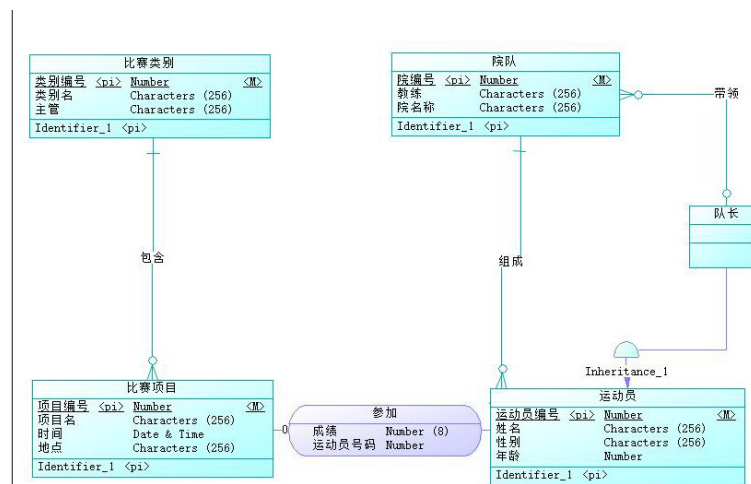 比赛类别
类别编号 <pi> Number <M>
类别名 Characters (256)
主管 Characters (256)
Identifier_1 <pi>
院队
院编号 <pi> Number <M>
教练 Characters (256)
院名称 Characters (256)
Identifier_1 <pi>
带领
队长
包含
组成
Inheritance_1
比赛项目
项目编号 <pi> Number <M>
项目名 Characters (256)
时间 Date & Time
地点 Characters (256)
Identifier_1 <pi>
参加
成绩 Number (8)
运动员号码 Number
运动员
运动员编号 <pi> Number <M>
姓名 Characters (256)
性别 Characters (256)
年龄 Number
Identifier_1 <pi>